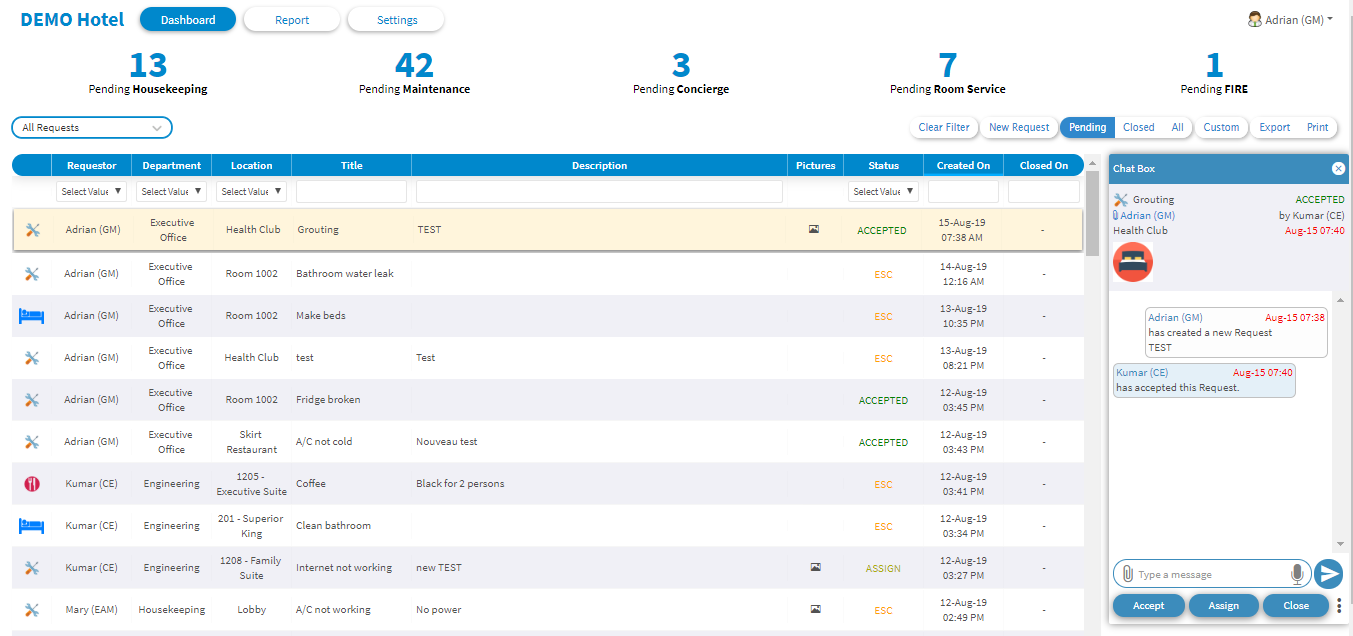 DEMO Hotel Dashboard Report Settings Adrian (GM)
13 42 3 7 1
Pending Housekeeping Pending Maintenance Pending Concierge Pending Room Service Pending FIRE
All Requests Clear Filter New Request Pending Closed All Custom Export Print
Requestor Department Location Title Description Pictures Status Created On Closed On
Select Value Select Value Select Value Select Value
Adrian (GM) Executive Office Health Club Grouting TEST ACCEPTED 15-Aug-19 07:38 AM -
Adrian (GM) Executive Office Room 1002 Bathroom water leak ESC 14-Aug-19 12:16 AM -
Adrian (GM) Executive Office Room 1002 Make beds ESC 13-Aug-19 10:35 PM -
Adrian (GM) Executive Office Health Club test Test ESC 13-Aug-19 08:21 PM -
Adrian (GM) Executive Office Room 1002 Fridge broken ACCEPTED 12-Aug-19 03:45 PM -
Adrian (GM) Executive Office Skirt Restaurant A/C not cold Nouveau test ACCEPTED 12-Aug-19 03:43 PM -
Kumar (CE) Engineering 1205 - Executive Suite Coffee Black for 2 persons ESC 12-Aug-19 03:41 PM -
Kumar (CE) Engineering 201 - Superior King Clean bathroom ESC 12-Aug-19 03:34 PM -
Kumar (CE) Engineering 1208 - Family Suite Internet not working new TEST ASSIGN 12-Aug-19 03:27 PM -
Mary (EAM) Housekeeping Lobby A/C not working No power ESC 12-Aug-19 02:49 PM -
Chat Box
Grouting ACCEPTED
Adrian (GM) by Kumar (CE)
Health Club Aug-15 07:40
Adrian (GM) Aug-15 07:38
has created a new Request
TEST
Kumar (CE) Aug-15 07:40
has accepted this Request.
Type a message
Accept Assign Close